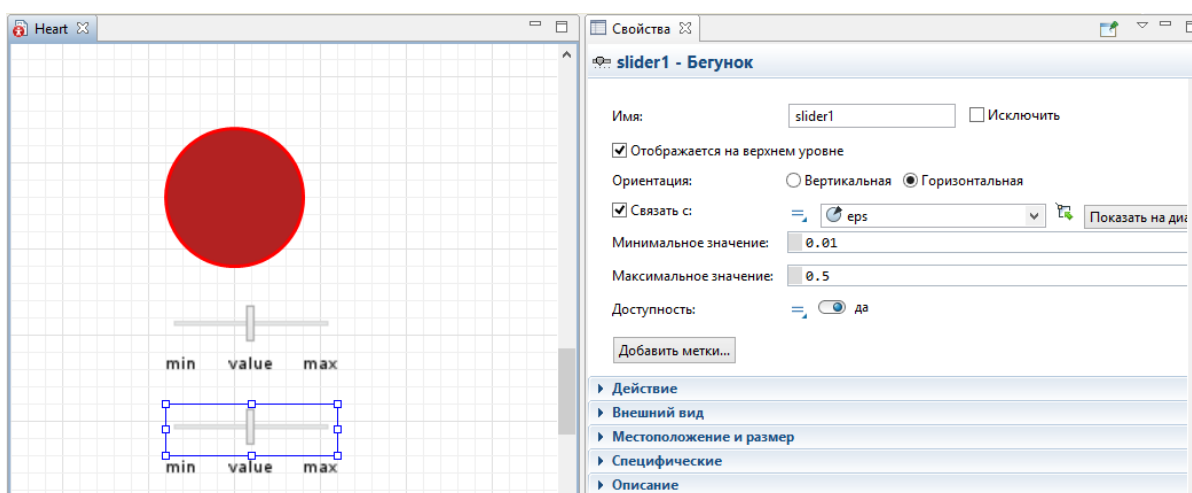 Heart
min value max
min value max
Свойства
slider1 - Бегунок
Имя: slider1 Исключить
Отображается на верхнем уровне
Ориентация: Вертикальная Горизонтальная
Связать с: eps Показать на диа
Минимальное значение: 0.01
Максимальное значение: 0.5
Доступность: да
Добавить метки...
Действие
Внешний вид
Местоположение и размер
Специфические
Описание